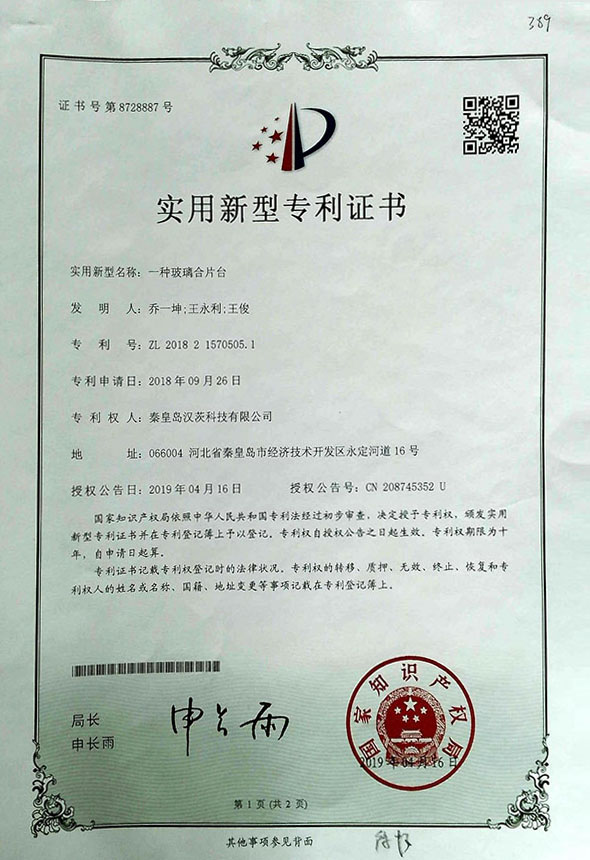 389
证书号第8728887号
实用新型专利证书
实用新型名称：一种玻璃合片台
发明人：乔一坤;王永利;王俊
专利号：ZL 2018 2 1570505.1
专利申请日：2018年09月26日
专利权人：秦皇岛汉茨科技有限公司
地址：066004 河北省秦皇岛市经济技术开发区永定河道16号
授权公告日：2019年04月16日 授权公告号：CN 208745352 U
国家知识产权局依照中华人民共和国专利法经过初步审查，决定授予专利权，颁发实用
新型专利证书并在专利登记簿上予以登记。专利权自授权公告之日起生效。专利权期限为十
年，自申请日起算。
专利证书记载专利权登记时的法律状况。专利权的转移、质押、无效、终止、恢复和专
利权人的姓名或名称、国籍、地址变更等事项记载在专利登记簿上。
局长
申长雨
申长雨
国家知识产权局
2019年04月16日
第1页(共2页)
其他事项参见背面